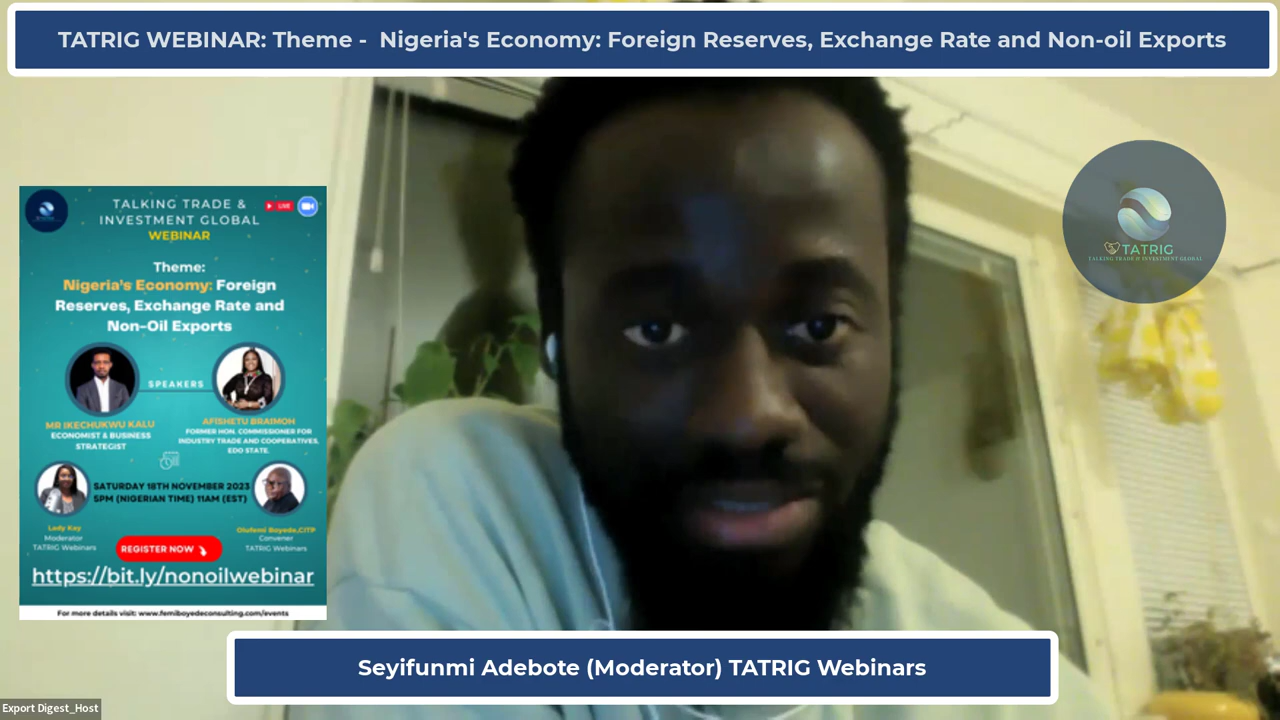 TATRIG WEBINAR: Theme - Nigeria's Economy: Foreign Reserves, Exchange Rate and Non-oil Exports
TALKING TRADE &
INVESTMENT GLOBAL
LIVE
WEBINAR
Theme:
Nigeria's Economy: Foreign
Reserves, Exchange Rate and
Non-Oil Exports
SPEAKERS
MR IKECHUKWU KALU
ECONOMIST & BUSINESS
STRATEGIST
AFISHETU BRAIMOH
FORMER HON. COMMISSIONER FOR
INDUSTRY TRADE AND COOPERATIVES.
EDO STATE.
SATURDAY 18TH NOVEMBER 2023
5PM (NIGERIAN TIME) 11AM (EST)
Lady Kay
Moderator
TATRIG Webinars
Olufemi Boyede,CITP
Convener
TATRIG Webinars
REGISTER NOW
https://bit.ly/nonoilwebinar
For more details visit: www.femiboyedeconsulting.com/events
TATRIG
TALKING TRADE & INVESTMENT GLOBAL
Seyifunmi Adebote (Moderator) TATRIG Webinars
Export Digest_Host